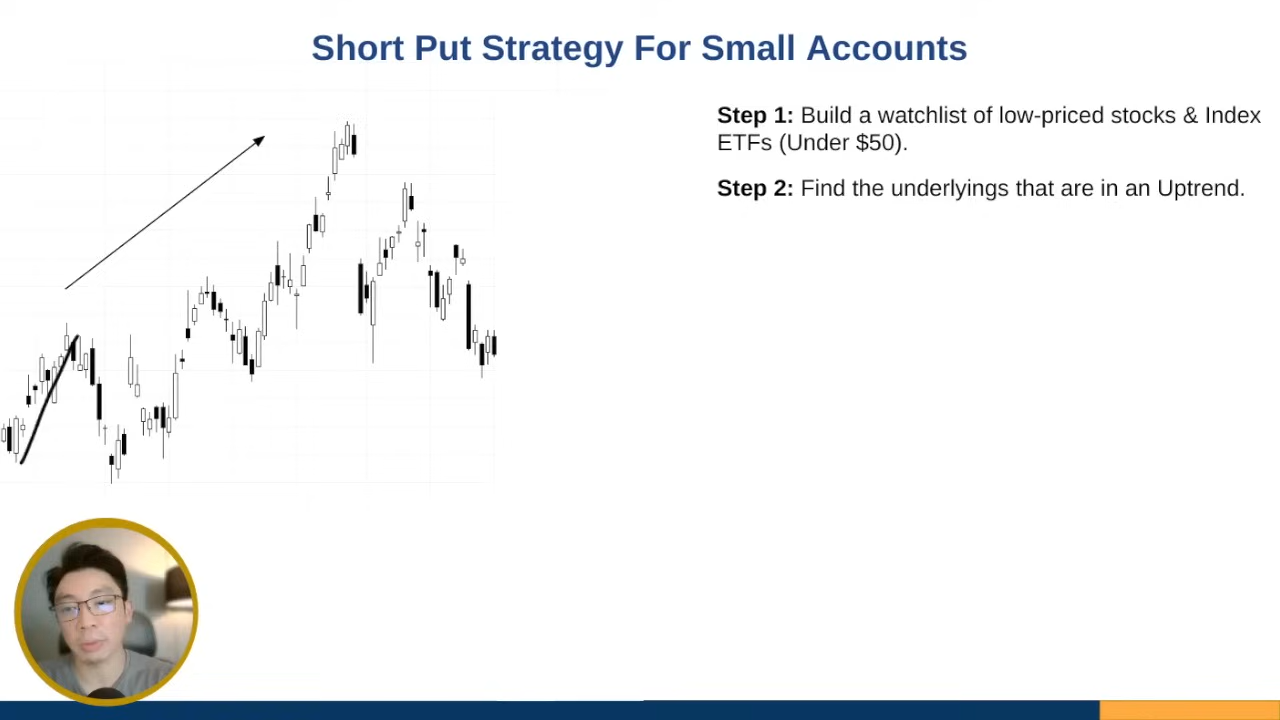 Short Put Strategy For Small Accounts
Step 1: Build a watchlist of low-priced stocks & Index
ETFs (Under $50).
Step 2: Find the underlyings that are in an Uptrend.